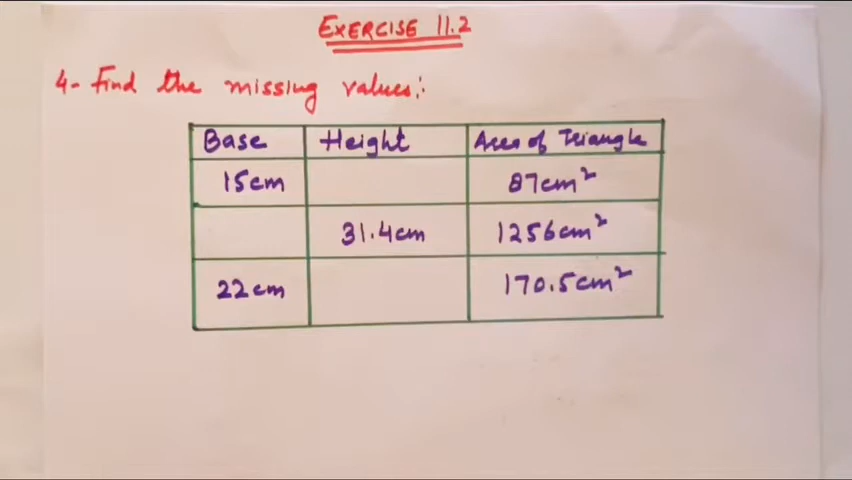 EXERCISE 11.2
4- Find the missing values:
Base Height Area of Triangle
15cm 87cm²
31.4cm 1256cm²
22cm 170.5cm²